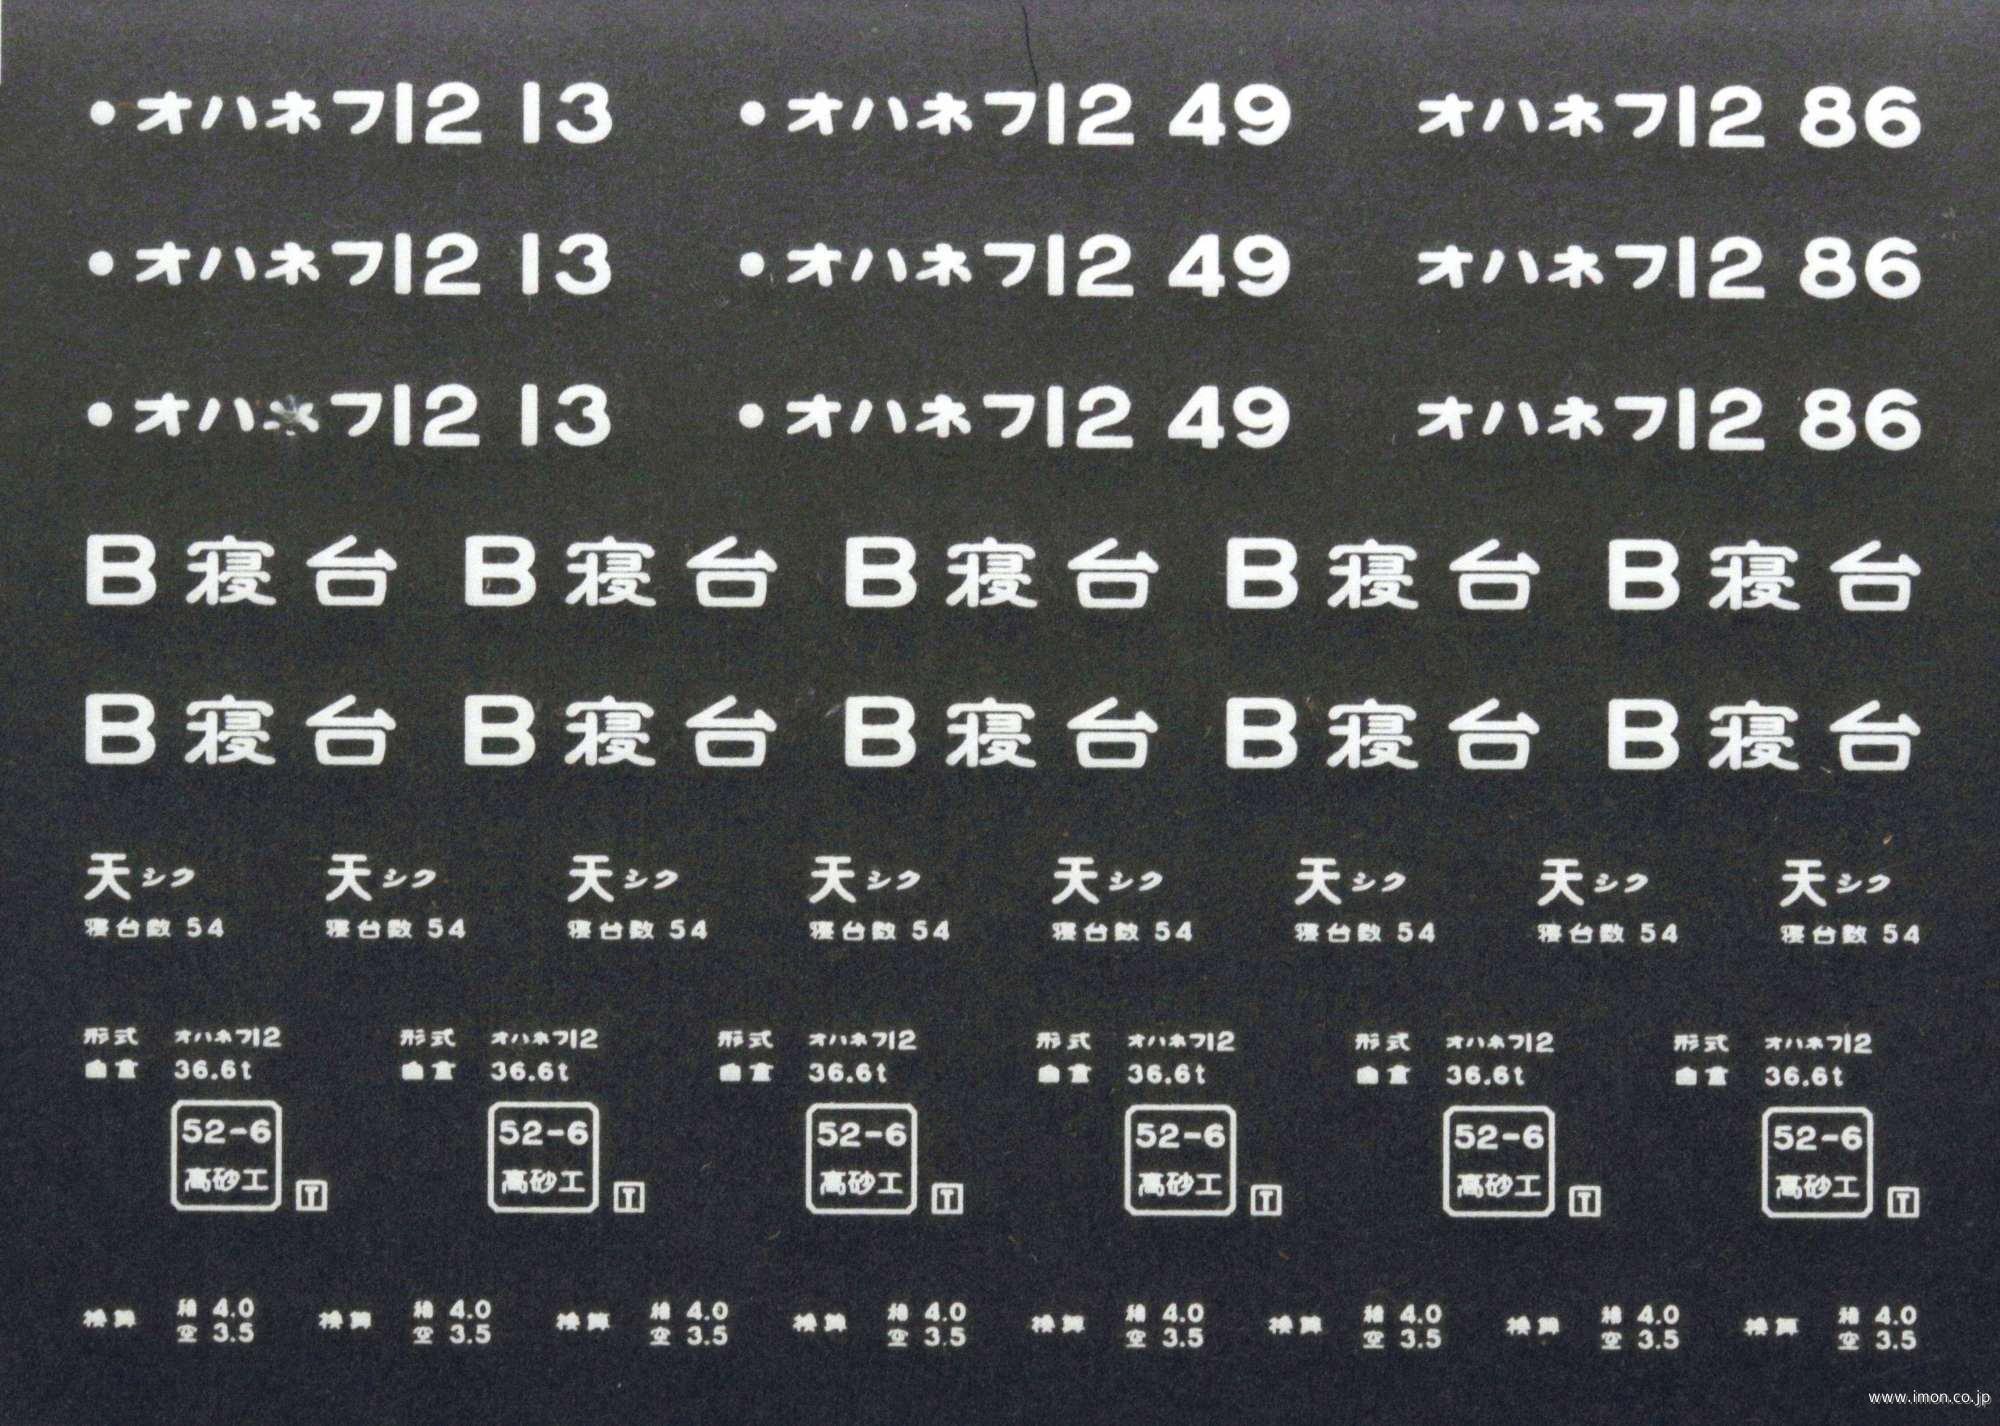 ● オハネフ12 13 ● オハネフ12 49 オハネフ12 86
● オハネフ12 13 ● オハネフ12 49 オハネフ12 86
● オハネフ12 13 ● オハネフ12 49 オハネフ12 86
B寝台 B寝台 B寝台 B寝台 B寝台
B寝台 B寝台 B寝台 B寝台 B寝台
天シク 天シク 天シク 天シク 天シク 天シク 天シク 天シク
寝台数 54 寝台数 54 寝台数 54 寝台数 54 寝台数 54 寝台数 54 寝台数 54 寝台数 54
形式 オハネフ12 形式 オハネフ12 形式 オハネフ12 形式 オハネフ12 形式 オハネフ12 形式 オハネフ12
自重 36.6t 自重 36.6t 自重 36.6t 自重 36.6t 自重 36.6t 自重 36.6t
52-6 52-6 52-6 52-6 52-6 52-6
高砂工 T 高砂工 T 高砂工 T 高砂工 T 高砂工 T 高砂工 T
換算 積 4.0 換算 積 4.0 換算 積 4.0 換算 積 4.0 換算 積 4.0 換算 積 4.0 換算 積 4.0 換算 積 4.0
空 3.5 空 3.5 空 3.5 空 3.5 空 3.5 空 3.5 空 3.5 空 3.5
www.imon.co.jp